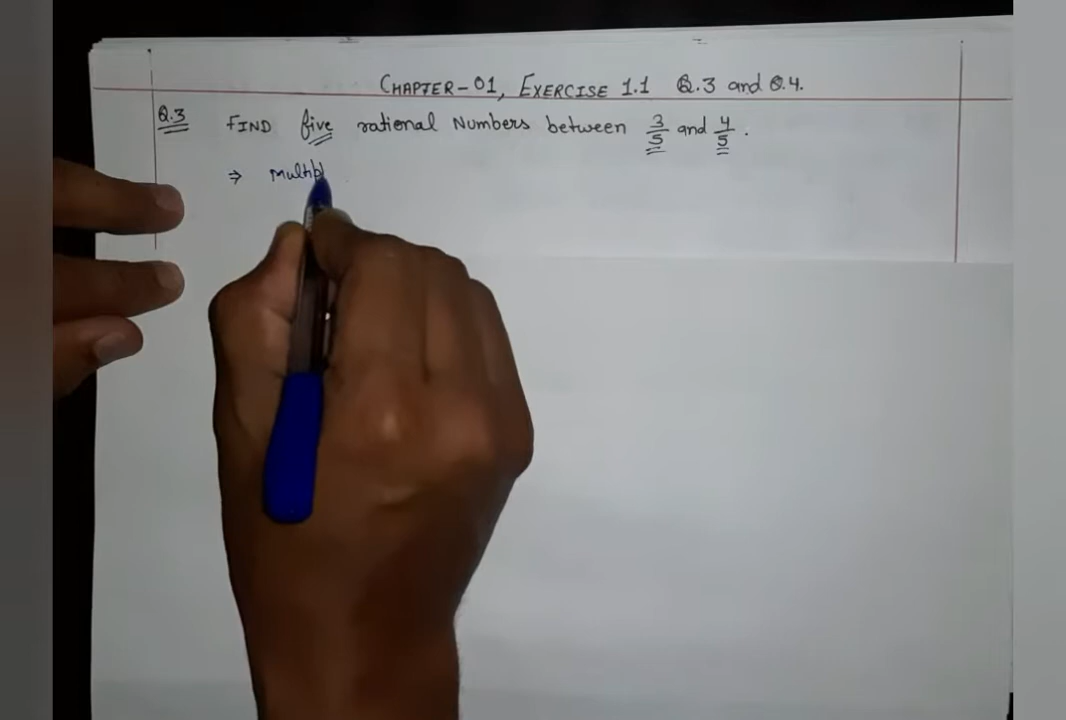 CHAPTER-01, EXERCISE 1.1 Q.3 and Q.4.
Q.3 FIND five rational Numbers between 3/5 and 4/5.
⇒ Multipl